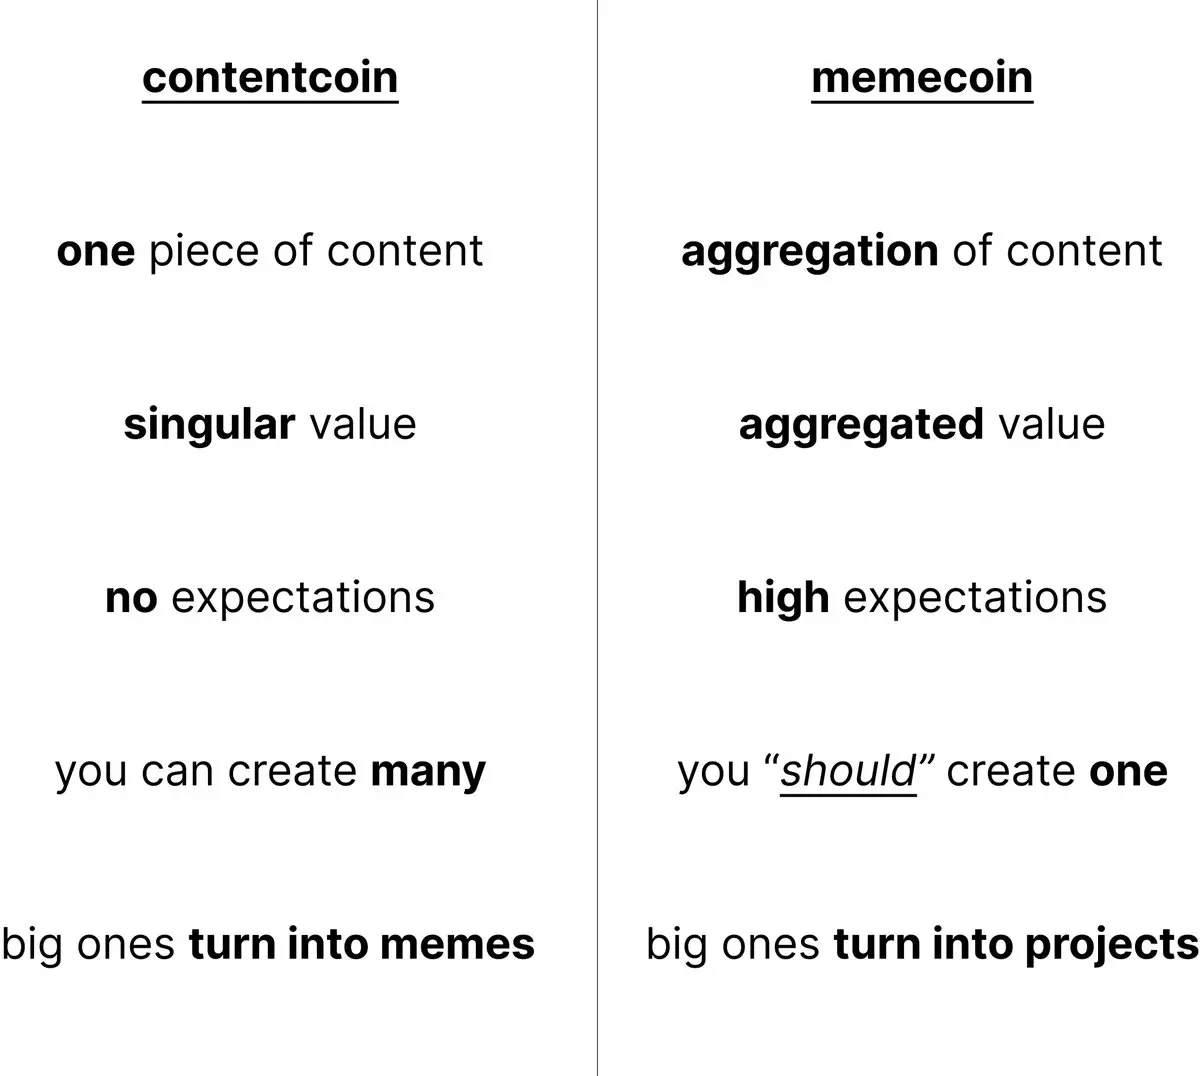 contentcoin
one piece of content
singular value
no expectations
you can create many
big ones turn into memes
memecoin
aggregation of content
aggregated value
high expectations
you “should” create one
big ones turn into projects